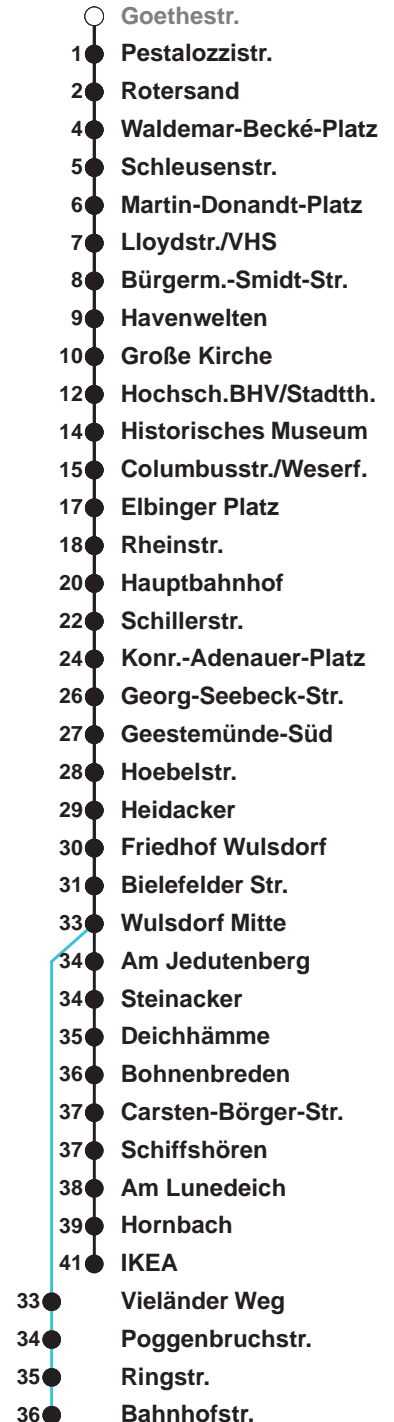 Goethestr.
1 Pestalozzistr.
2 Rotersand
4 Waldemar-Becké-Platz
5 Schleusenstr.
6 Martin-Donandt-Platz
7 Lloydstr./VHS
8 Bürgerm.-Smidt-Str.
9 Havenwelten
10 Große Kirche
12 Hochsch.BHV/Stadtth.
14 Historisches Museum
15 Columbusstr./Weserf.
17 Elbinger Platz
18 Rheinstr.
20 Hauptbahnhof
22 Schillerstr.
24 Konr.-Adenauer-Platz
26 Georg-Seebeck-Str.
27 Geestemünde-Süd
28 Hoebelstr.
29 Heidacker
30 Friedhof Wulsdorf
31 Bielefelder Str.
33 Wulsdorf Mitte
34 Am Jedutenberg
34 Steinacker
35 Deichhämme
36 Bohnenbreden
37 Carsten-Börger-Str.
37 Schiffshören
38 Am Lunedeich
39 Hornbach
41 IKEA
33 Vieländer Weg
34 Poggenbruchstr.
35 Ringstr.
36 Bahnhofstr.